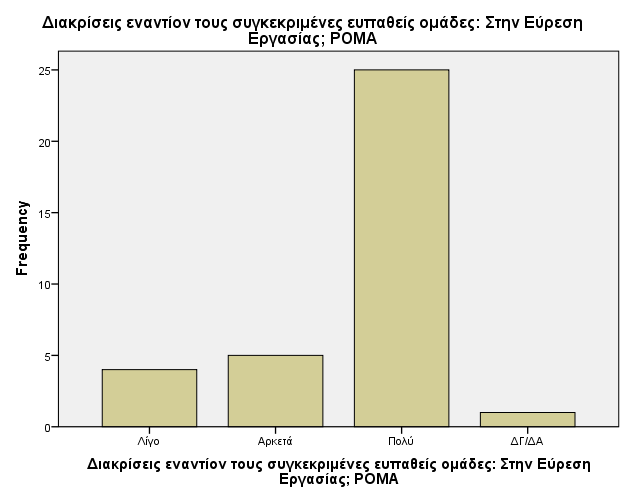 Διακρίσεις εναντίον τους συγκεκριμένες ευπαθείς ομάδες: Στην Εύρεση
Εργασίας; ΡΟΜΑ
25
20
15
10
5
0
Frequency
Λίγο Αρκετά Πολύ ΔΓ/ΔΑ
Διακρίσεις εναντίον τους συγκεκριμένες ευπαθείς ομάδες: Στην Εύρεση
Εργασίας; ΡΟΜΑ